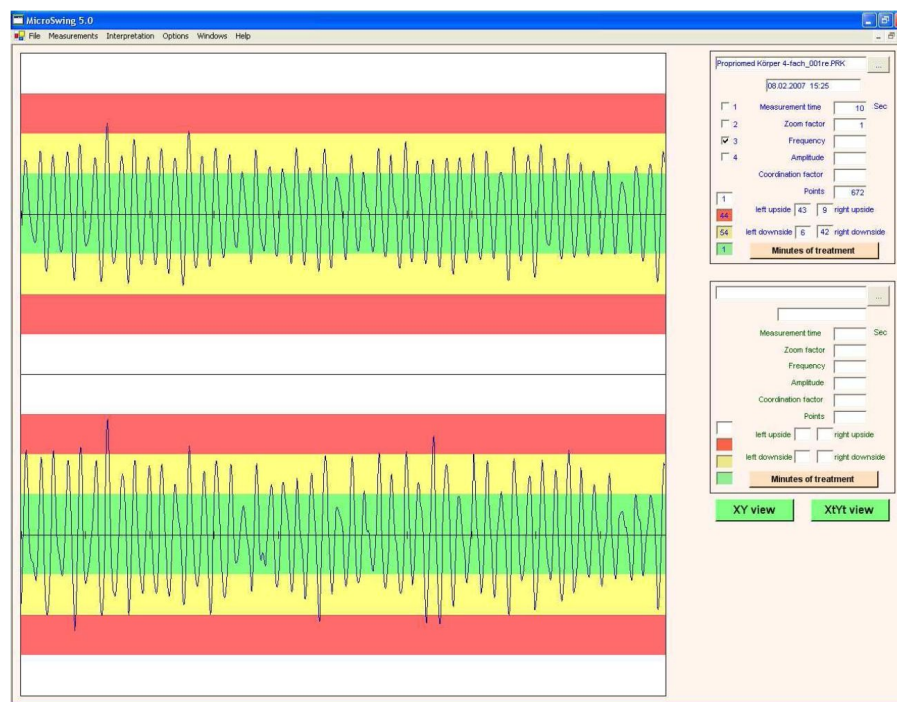 MicroSwing 5.0
File Measurements Interpretation Options Windows Help
Propriomed Körper 4-fach_001re.PRK ...
08.02.2007 15:25
1 Measurement time 10 Sec
2 Zoom factor 1
3 Frequency
4 Amplitude
Coordination factor
Points 672
1
left upside 43 9 right upside
44
54 left downside 6 42 right downside
1 Minutes of treatment
...
Measurement time Sec
Zoom factor
Frequency
Amplitude
Coordination factor
Points
left upside right upside
left downside right downside
Minutes of treatment
XY view XtYt view